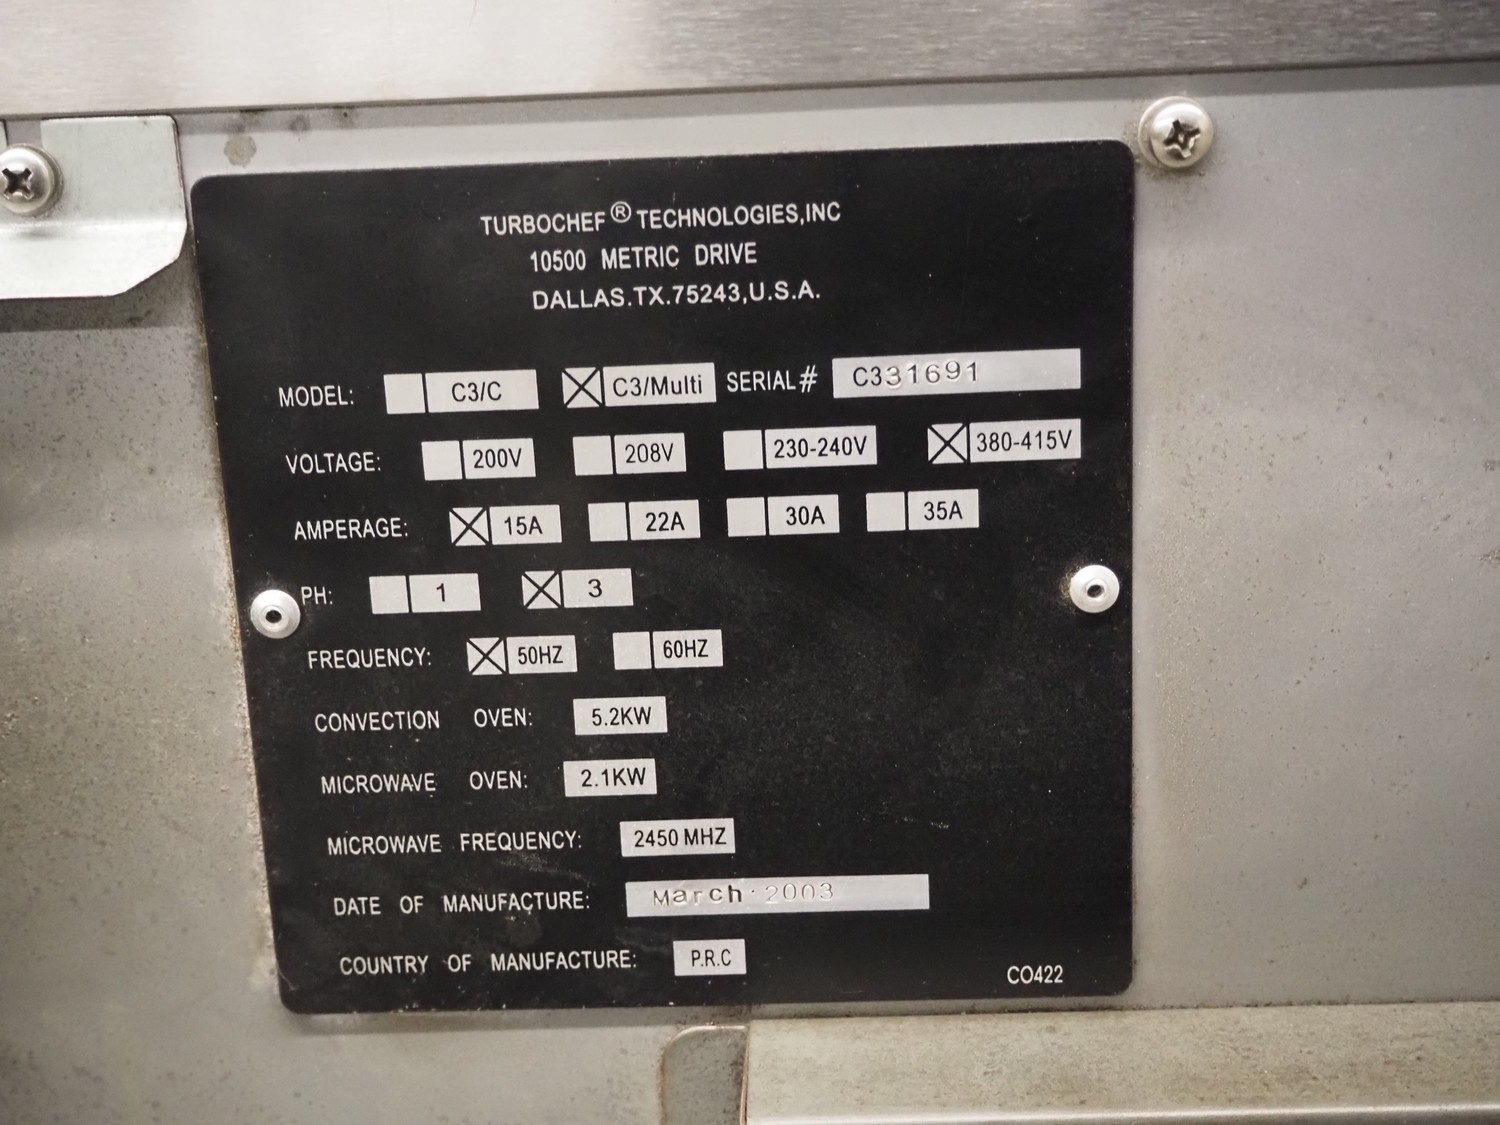 TURBOCHEF® TECHNOLOGIES,INC
10500 METRIC DRIVE
DALLAS.TX.75243,U.S.A.
MODEL: C3/C C3/Multi SERIAL# C331691
VOLTAGE: 200V 208V 230-240V 380-415V
AMPERAGE: 15A 22A 30A 35A
PH: 1 3
FREQUENCY: 50HZ 60HZ
CONVECTION OVEN: 5.2KW
MICROWAVE OVEN: 2.1KW
MICROWAVE FREQUENCY: 2450 MHZ
DATE OF MANUFACTURE: March 2003
COUNTRY OF MANUFACTURE: P.R.C
CO422